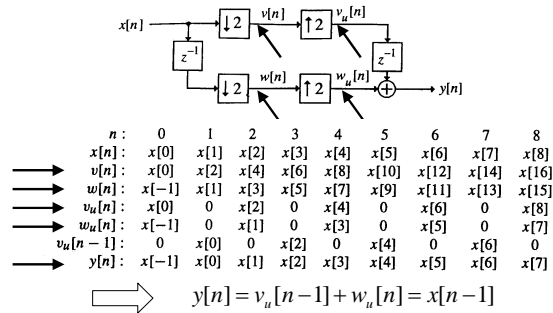 x[n] ↓2 v[n] ↑2 v_u[n]
z⁻¹ z⁻¹
↓2 w[n] ↑2 w_u[n] + y[n]
n : 0 1 2 3 4 5 6 7 8
x[n] : x[0] x[1] x[2] x[3] x[4] x[5] x[6] x[7] x[8]
v[n] : x[0] x[2] x[4] x[6] x[8] x[10] x[12] x[14] x[16]
w[n] : x[−1] x[1] x[3] x[5] x[7] x[9] x[11] x[13] x[15]
v_u[n] : x[0] 0 x[2] 0 x[4] 0 x[6] 0 x[8]
w_u[n] : x[−1] 0 x[1] 0 x[3] 0 x[5] 0 x[7]
v_u[n−1] : 0 x[0] 0 x[2] 0 x[4] 0 x[6] 0
y[n] : x[−1] x[0] x[1] x[2] x[3] x[4] x[5] x[6] x[7]
y[n] = v_u[n−1] + w_u[n] = x[n−1]